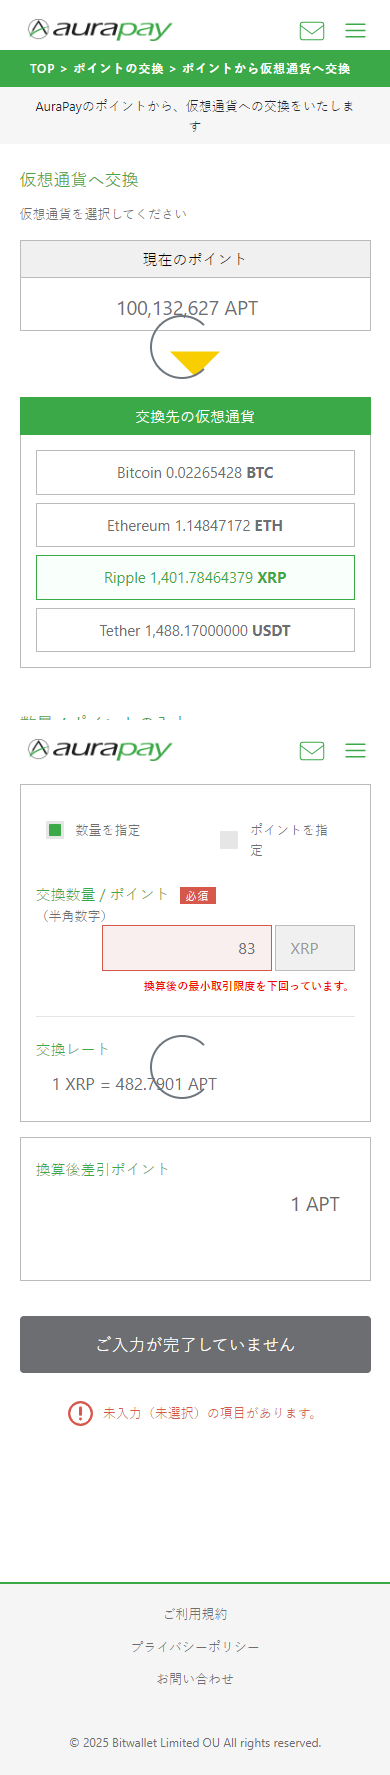 aurapay
TOP > ポイントの交換 > ポイントから仮想通貨へ交換
AuraPayのポイントから、仮想通貨への交換をいたしま
す
仮想通貨へ交換
仮想通貨を選択してください
現在のポイント
100,132,627 APT
交換先の仮想通貨
Bitcoin 0.02265428 BTC
Ethereum 1.14847172 ETH
Ripple 1,401.78464379 XRP
Tether 1,488.17000000 USDT
数量 / ポイントの入力
aurapay
数量を指定
ポイントを指
定
交換数量 / ポイント 必須
（半角数字）
83 XRP
換算後の最小取引限度を下回っています。
交換レート
1 XRP = 482.7901 APT
換算後差引ポイント
1 APT
ご入力が完了していません
未入力（未選択）の項目があります。
ご利用規約
プライバシーポリシー
お問い合わせ
© 2025 Bitwallet Limited OU All rights reserved.